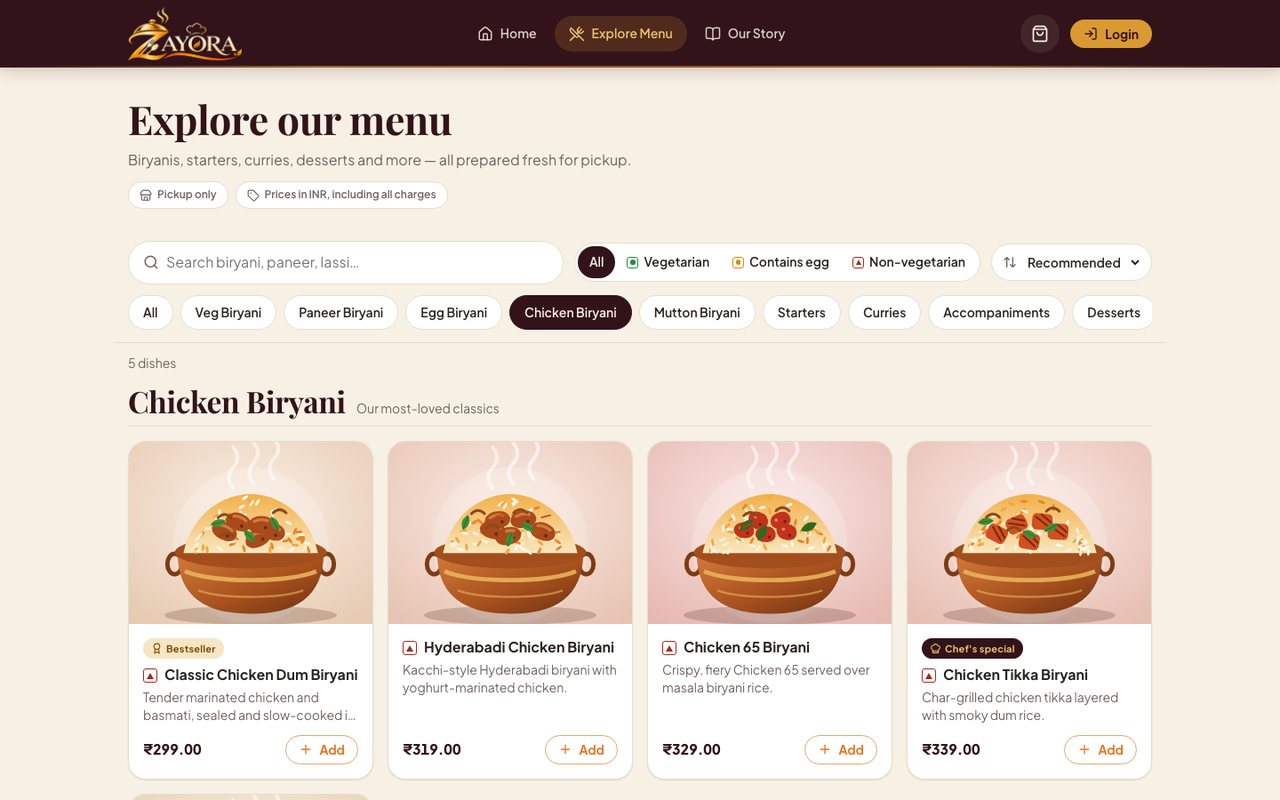 ZAYORA
Home
Explore Menu
Our Story
Login
Explore our menu
Biryanis, starters, curries, desserts and more — all prepared fresh for pickup.
Pickup only
Prices in INR, including all charges
Search biryani, paneer, lassi...
All
Vegetarian
Contains egg
Non-vegetarian
Recommended
All
Veg Biryani
Paneer Biryani
Egg Biryani
Chicken Biryani
Mutton Biryani
Starters
Curries
Accompaniments
Desserts
5 dishes
Chicken Biryani
Our most-loved classics
Bestseller
Classic Chicken Dum Biryani
Tender marinated chicken and
basmati, sealed and slow-cooked i...
₹299.00
Add
Hyderabadi Chicken Biryani
Kacchi-style Hyderabadi biryani with
yoghurt-marinated chicken.
₹319.00
Add
Chicken 65 Biryani
Crispy, fiery Chicken 65 served over
masala biryani rice.
₹329.00
Add
Chef's special
Chicken Tikka Biryani
Char-grilled chicken tikka layered
with smoky dum rice.
₹339.00
Add